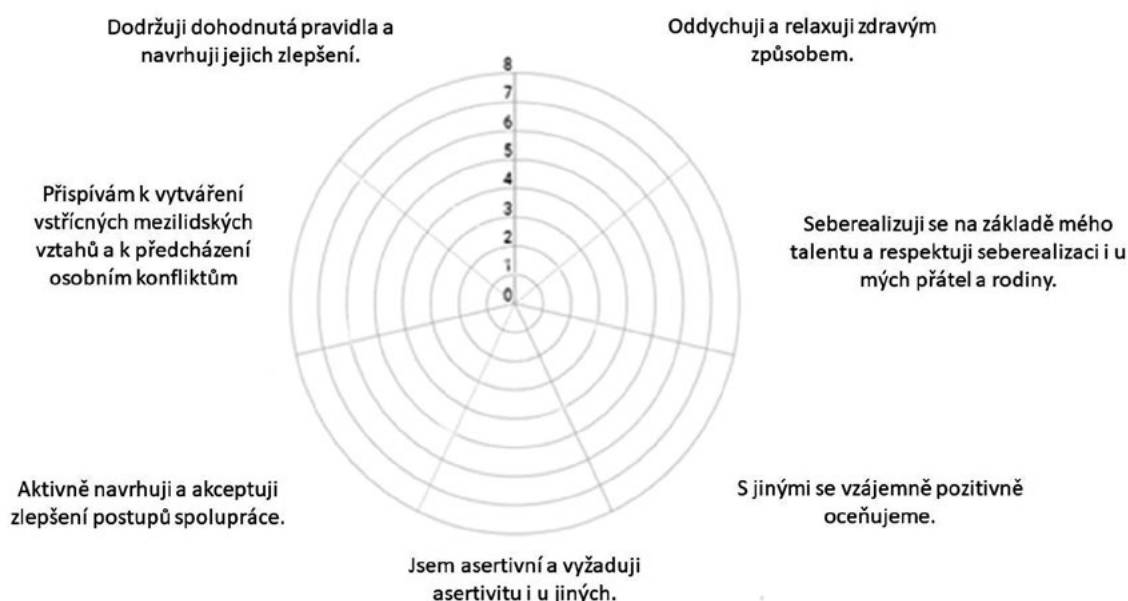 Dodržuji dohodnutá pravidla a
navrhuji jejich zlepšení.
Oddychuji a relaxuji zdravým
způsobem.
8
7
6
5
4
3
2
1
0
Přispívám k vytváření
vstřícných mezilidských
vztahů a k předcházení
osobním konfliktům
Seberealizuji se na základě mého
talentu a respektuji seberealizaci i u
mých přátel a rodiny.
Aktivně navrhuji a akceptuji
zlepšení postupů spolupráce.
S jinými se vzájemně pozitivně
oceňujeme.
Jsem asertivní a vyžaduji
asertivitu i u jiných.